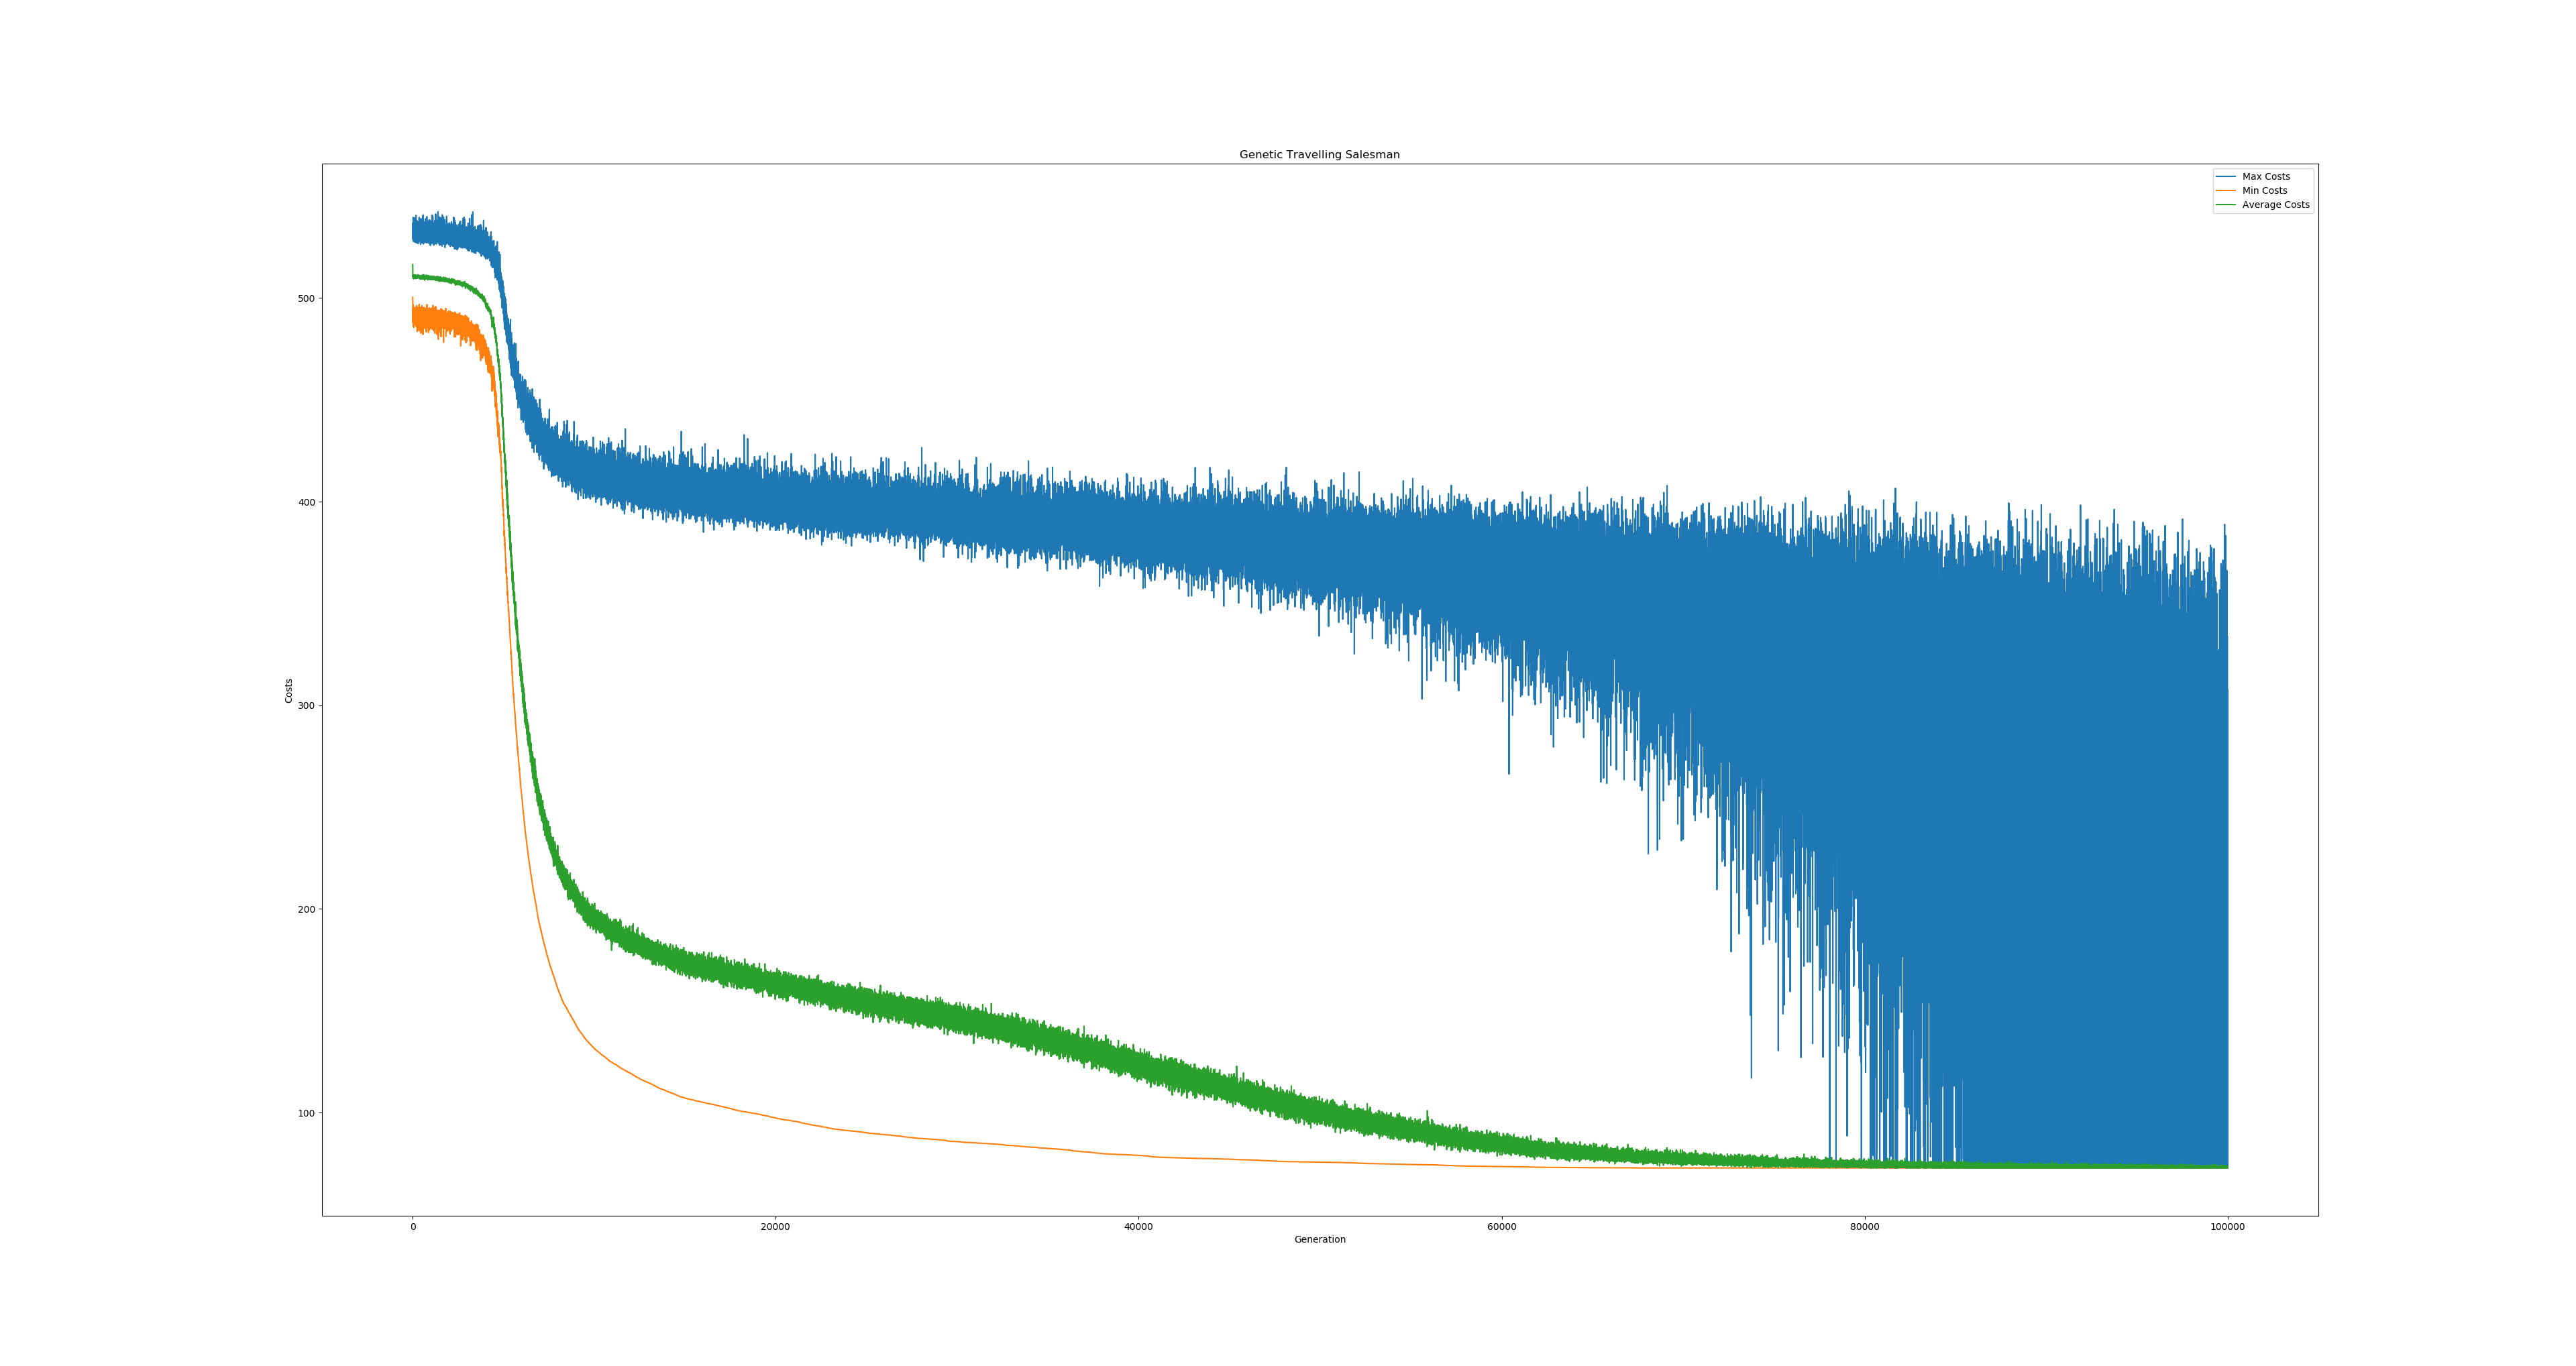 Genetic Travelling Salesman
Max Costs
Min Costs
Average Costs
500
400
300
200
100
Costs
0 20000 40000 60000 80000 100000
Generation